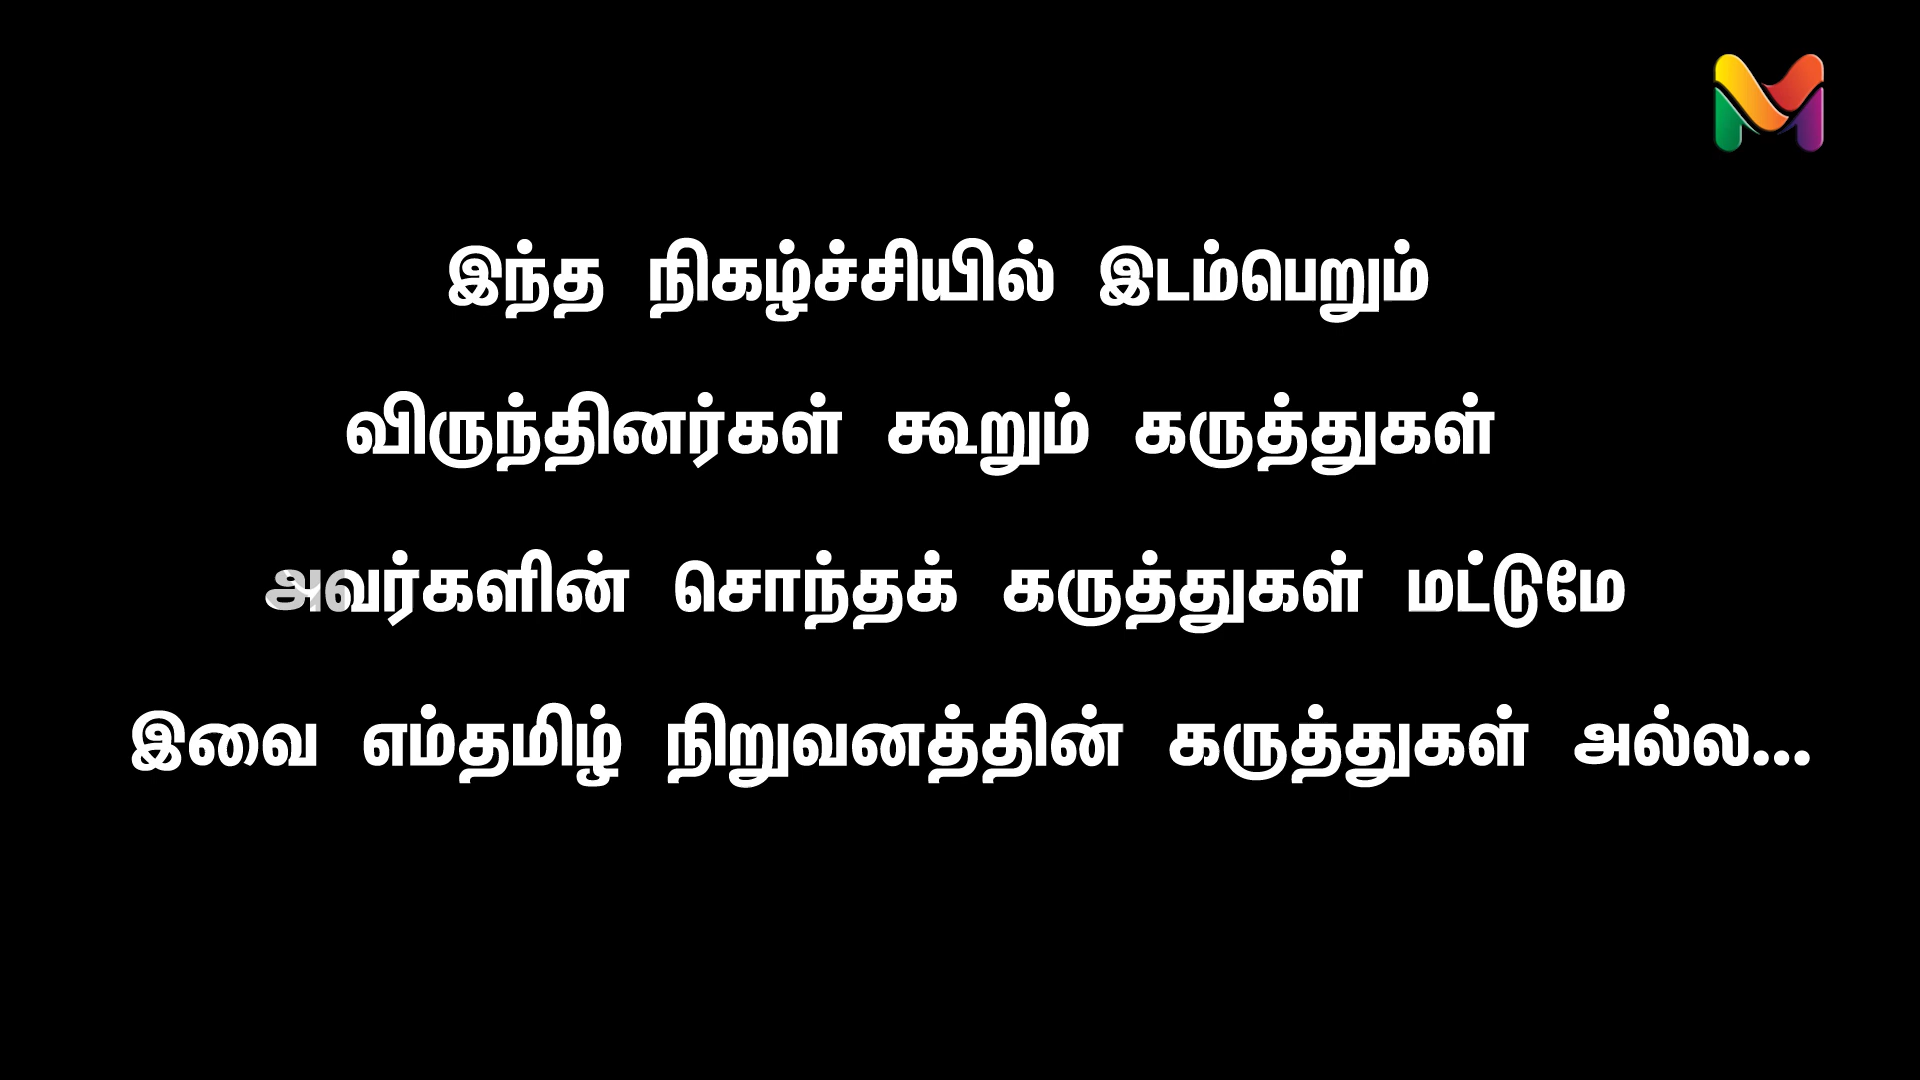 இந்த நிகழ்ச்சியில் இடம்பெறும்
விருந்தினர்கள் கூறும் கருத்துகள்
அவர்களின் சொந்தக் கருத்துகள் மட்டுமே
இவை எம்தமிழ் நிறுவனத்தின் கருத்துகள் அல்ல...